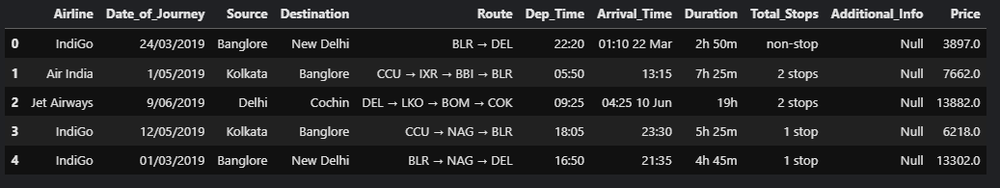 Airline Date_of_Journey Source Destination Route Dep_Time Arrival_Time Duration Total_Stops Additional_Info Price
0 IndiGo 24/03/2019 Banglore New Delhi BLR → DEL 22:20 01:10 22 Mar 2h 50m non-stop Null 3897.0
1 Air India 1/05/2019 Kolkata Banglore CCU → IXR → BBI → BLR 05:50 13:15 7h 25m 2 stops Null 7662.0
2 Jet Airways 9/06/2019 Delhi Cochin DEL → LKO → BOM → COK 09:25 04:25 10 Jun 19h 2 stops Null 13882.0
3 IndiGo 12/05/2019 Kolkata Banglore CCU → NAG → BLR 18:05 23:30 5h 25m 1 stop Null 6218.0
4 IndiGo 01/03/2019 Banglore New Delhi BLR → NAG → DEL 16:50 21:35 4h 45m 1 stop Null 13302.0